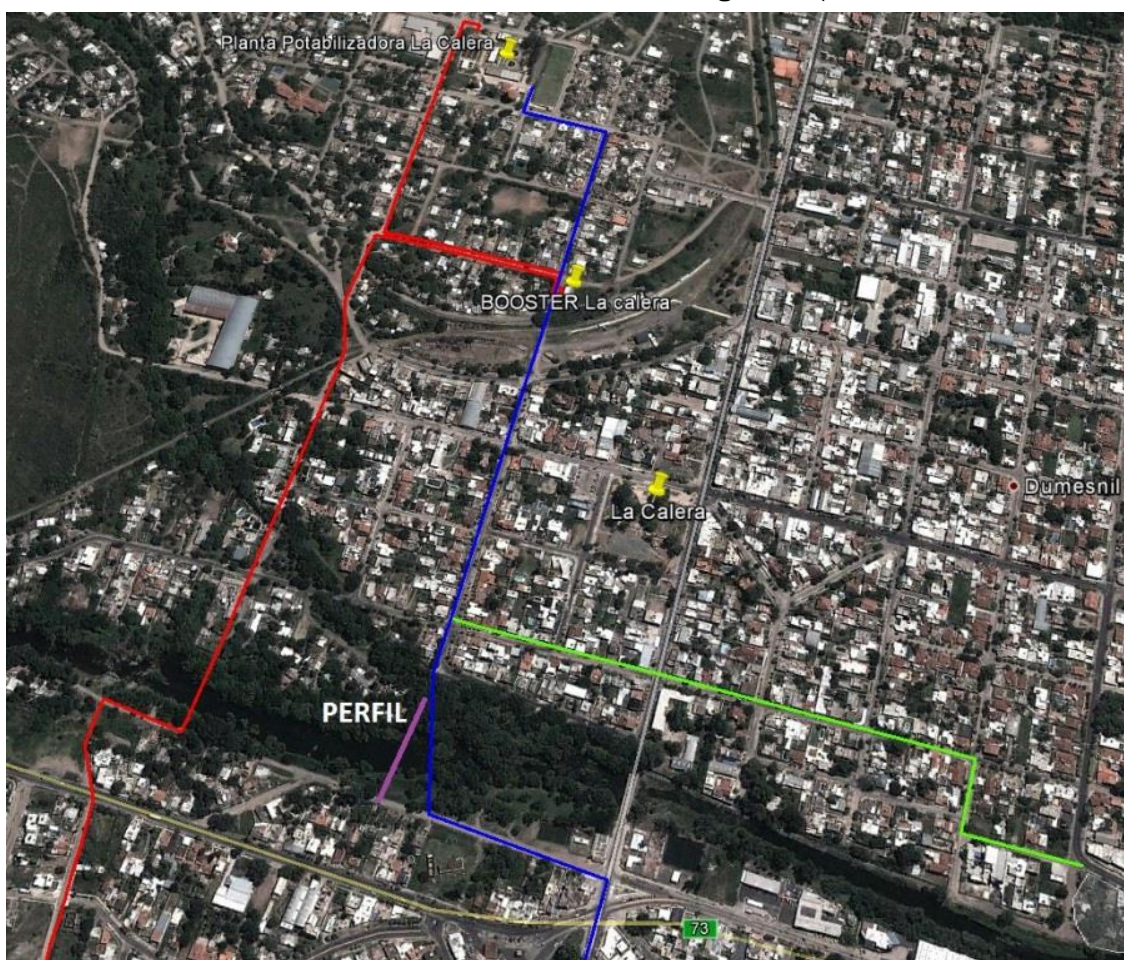 Planta Potabilizadora La Calera
BOOSTER La calera
La Calera
Dumesnil
PERFIL
73